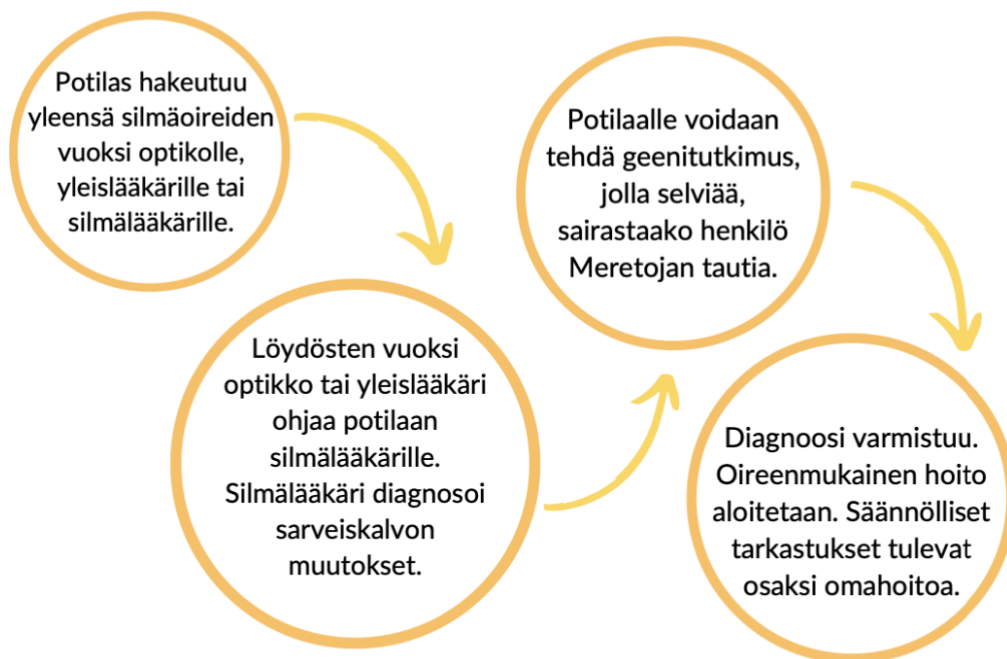 Potilas hakeutuu
yleensä silmäoireiden
vuoksi optikolle,
yleislääkärille tai
silmälääkärille.
Löydösten vuoksi
optikko tai yleislääkäri
ohjaa potilaan
silmälääkärille.
Silmälääkäri diagnosoi
sarveiskalvon
muutokset.
Potilaalle voidaan
tehdä geenitutkimus,
jolla selviää,
sairastaako henkilö
Meretojan tautia.
Diagnoosi varmistuu.
Oireenmukainen hoito
aloitetaan. Säännölliset
tarkastukset tulevat
osaksi omahoitoa.